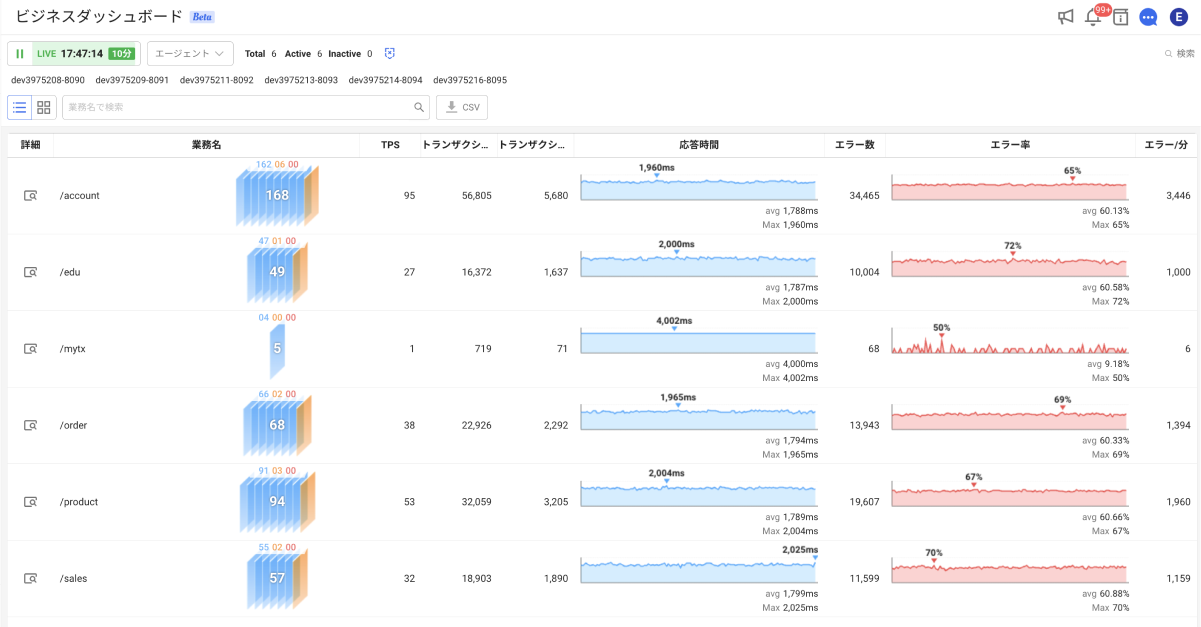 ビジネスダッシュボード Beta 99+ E
LIVE 17:47:14 10分 エージェント Total 6 Active 6 Inactive 0 検索
dev3975208-8090 dev3975209-8091 dev3975211-8092 dev3975213-8093 dev3975214-8094 dev3975216-8095
業務名で検索 CSV
詳細 業務名 TPS トランザクシ... トランザクシ... 応答時間 エラー数 エラー率 エラー/分
162 06 00 1,960ms 65%
/account 168 95 56,805 5,680 34,465 3,446
avg 1,788ms avg 60.13%
Max 1,960ms Max 65%
47 01 00 2,000ms 72%
/edu 49 27 16,372 1,637 10,004 1,000
avg 1,787ms avg 60.58%
Max 2,000ms Max 72%
04 00 00 4,002ms 50%
/mytx 5 1 719 71 68 6
avg 4,000ms avg 9.18%
Max 4,002ms Max 50%
66 02 00 1,965ms 69%
/order 68 38 22,926 2,292 13,943 1,394
avg 1,794ms avg 60.33%
Max 1,965ms Max 69%
91 03 00 2,004ms 67%
/product 94 53 32,059 3,205 19,607 1,960
avg 1,789ms avg 60.66%
Max 2,004ms Max 67%
55 02 00 2,025ms 70%
/sales 57 32 18,903 1,890 11,599 1,159
avg 1,799ms avg 60.88%
Max 2,025ms Max 70%